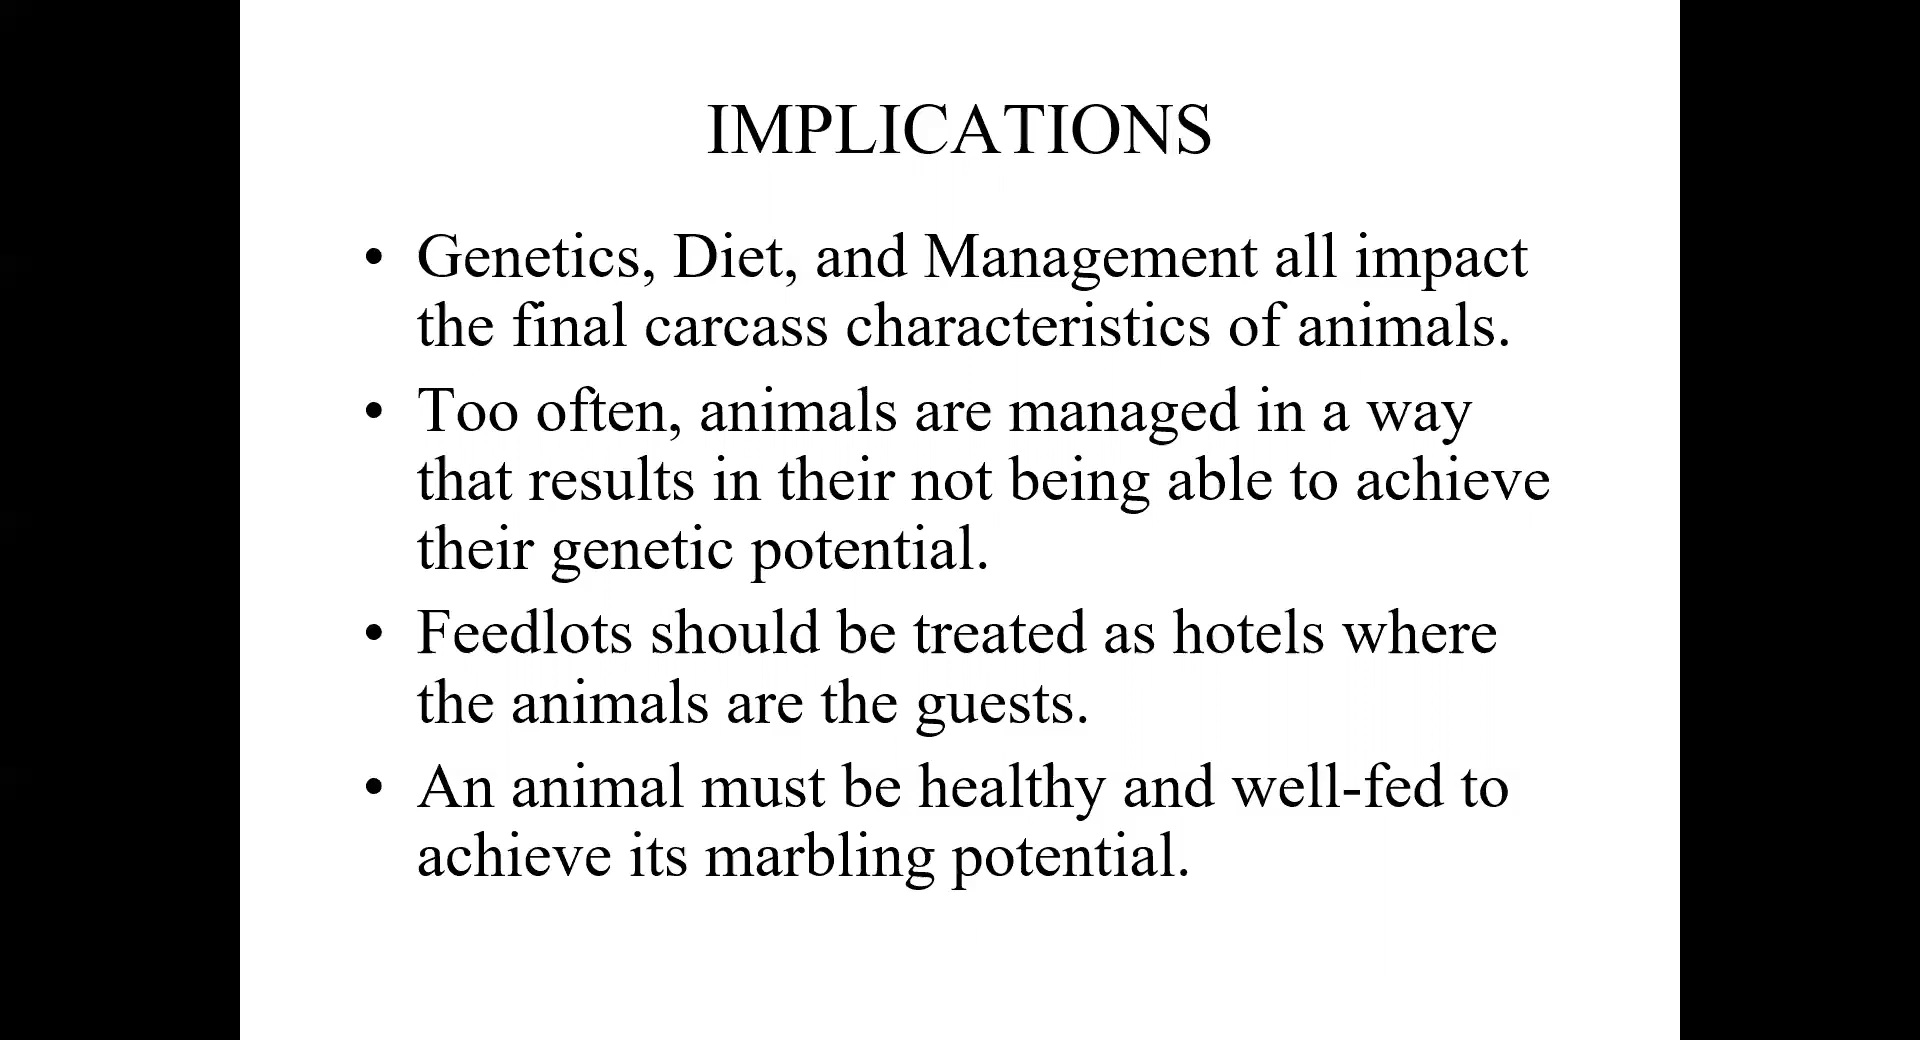 IMPLICATIONS
• Genetics, Diet, and Management all impact
the final carcass characteristics of animals.
• Too often, animals are managed in a way
that results in their not being able to achieve
their genetic potential.
• Feedlots should be treated as hotels where
the animals are the guests.
• An animal must be healthy and well-fed to
achieve its marbling potential.